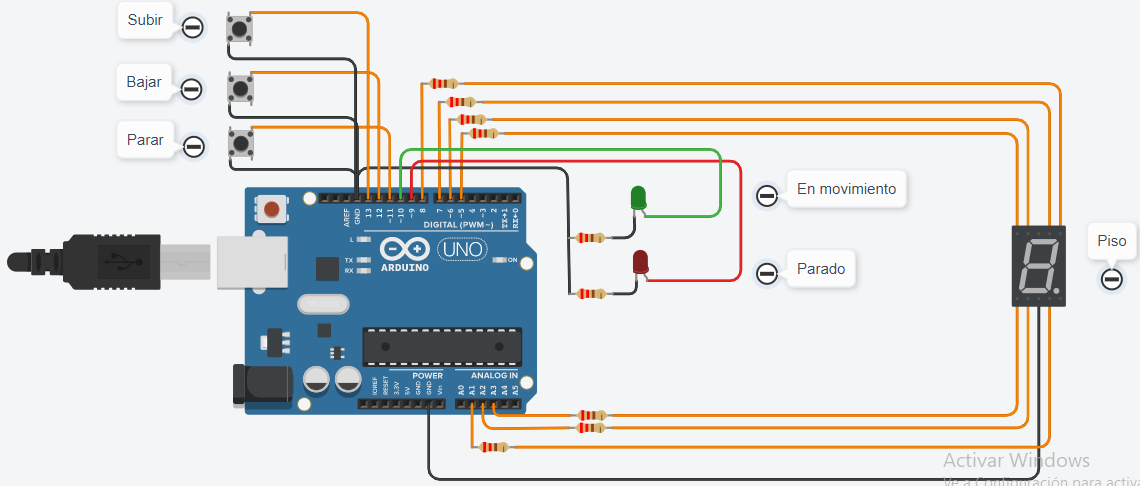 Subir
Bajar
Parar
En movimiento
Parado
Piso
AREF
GND
13
12
~11
~10
~9
8
7
~6
~5
4
~3
2
TX→1
RX←0
DIGITAL (PWM ~)
L
TX
RX
ARDUINO
UNO
ON
POWER
ANALOG IN
IOREF
RESET
3.3V
5V
GND
GND
Vin
A0
A1
A2
A3
A4
A5
Activar Windows
Ve a Configuración para activa